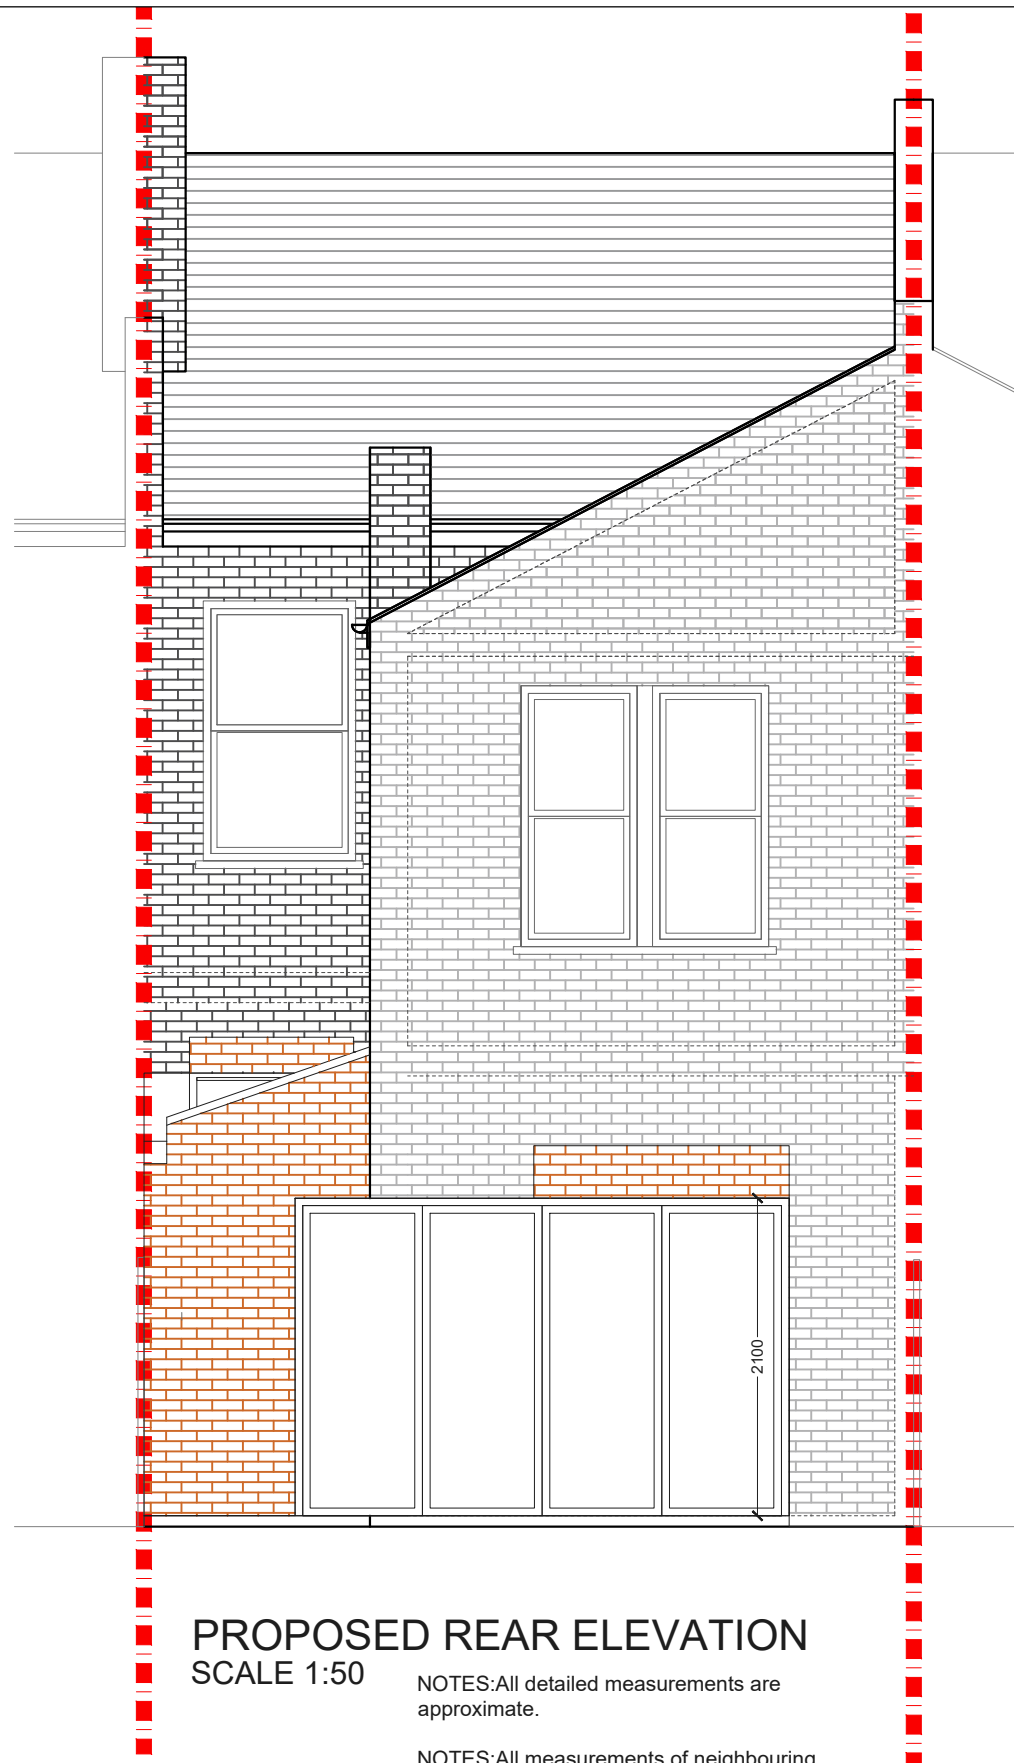 2100
PROPOSED REAR ELEVATION
SCALE 1:50
NOTES:All detailed measurements are
approximate.
NOTES:All measurements of neighbouring